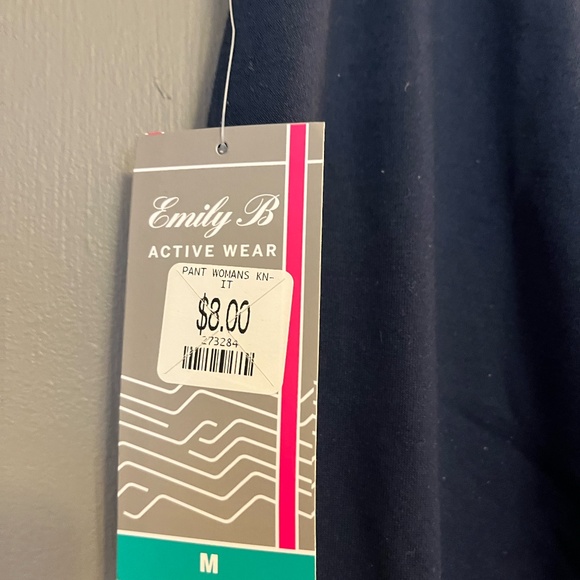 Emily B
ACTIVE WEAR
PANT WOMANS KN-
IT
$8.00
273284
M